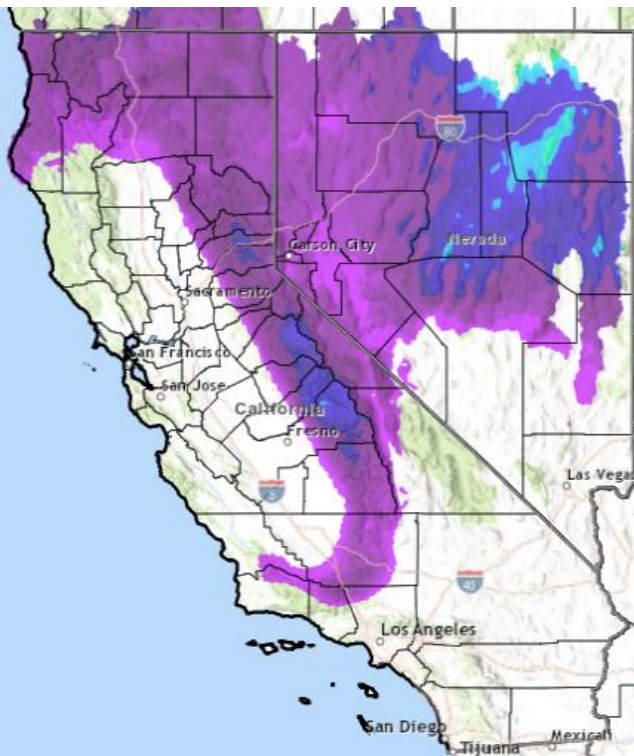 80
Carson City
Nevada
Sacramento
San Francisco
San Jose
California
Fresno
5
Las Vegas
40
Los Angeles
San Diego
Tijuana
Mexicali